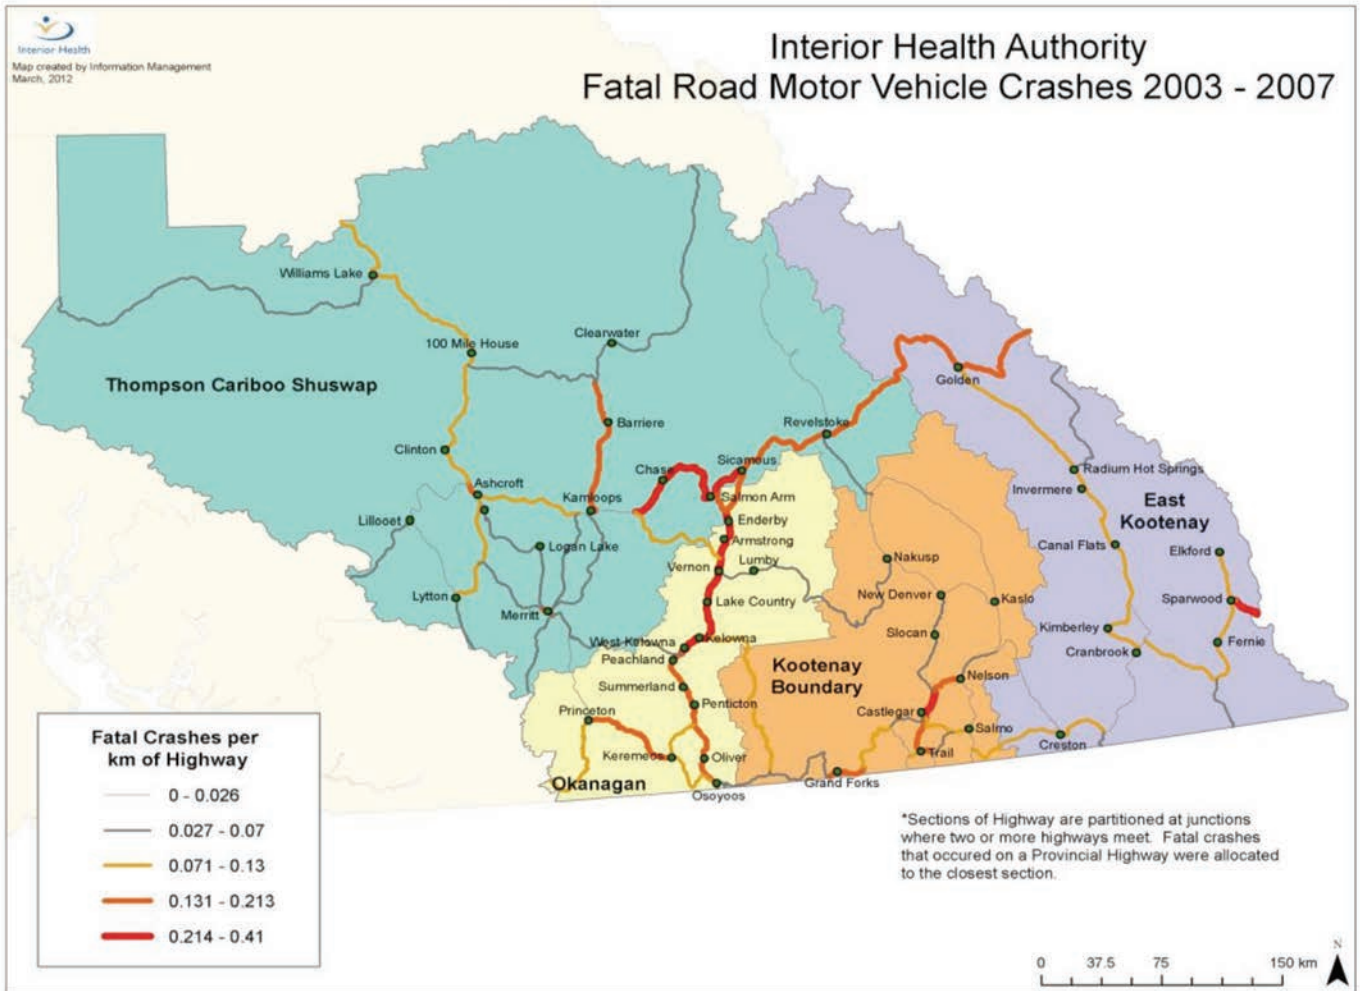 Interior Health
Map created by Information Management
March, 2012
Interior Health Authority
Fatal Road Motor Vehicle Crashes 2003 - 2007
Williams Lake
100 Mile House
Clearwater
Thompson Cariboo Shuswap
Golden
Barriere
Revelstoke
Clinton
Chase
Sicamous
Radium Hot Springs
Ashcroft
Kamloops
Salmon Arm
Invermere
East
Kootenay
Lillooet
Enderby
Logan Lake
Armstrong
Canal Flats
Elkford
Vernon
Lumby
Nakusp
Lytton
Merritt
Lake Country
New Denver
Kaslo
Sparwood
West Kelowna
Kelowna
Slocan
Kimberley
Fernie
Peachland
Kootenay
Boundary
Cranbrook
Summerland
Nelson
Princeton
Penticton
Castlegar
Salmo
Keremeos
Oliver
Trail
Creston
Okanagan
Osoyoos
Grand Forks
Fatal Crashes per
km of Highway
0 - 0.026
0.027 - 0.07
0.071 - 0.13
0.131 - 0.213
0.214 - 0.41
*Sections of Highway are partitioned at junctions
where two or more highways meet. Fatal crashes
that occured on a Provincial Highway were allocated
to the closest section.
N
0 37.5 75 150 km